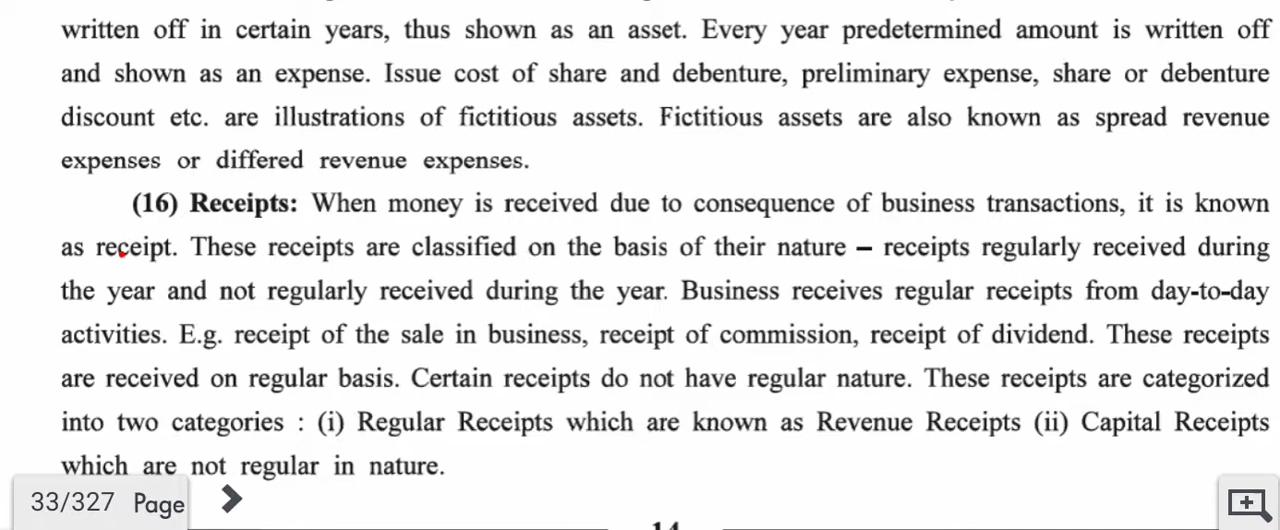 written off in certain years, thus shown as an asset. Every year predetermined amount is written off
and shown as an expense. Issue cost of share and debenture, preliminary expense, share or debenture
discount etc. are illustrations of fictitious assets. Fictitious assets are also known as spread revenue
expenses or differed revenue expenses.
(16) Receipts: When money is received due to consequence of business transactions, it is known
as receipt. These receipts are classified on the basis of their nature – receipts regularly received during
the year and not regularly received during the year. Business receives regular receipts from day-to-day
activities. E.g. receipt of the sale in business, receipt of commission, receipt of dividend. These receipts
are received on regular basis. Certain receipts do not have regular nature. These receipts are categorized
into two categories : (i) Regular Receipts which are known as Revenue Receipts (ii) Capital Receipts
which are not regular in nature.
33/327 Page
14